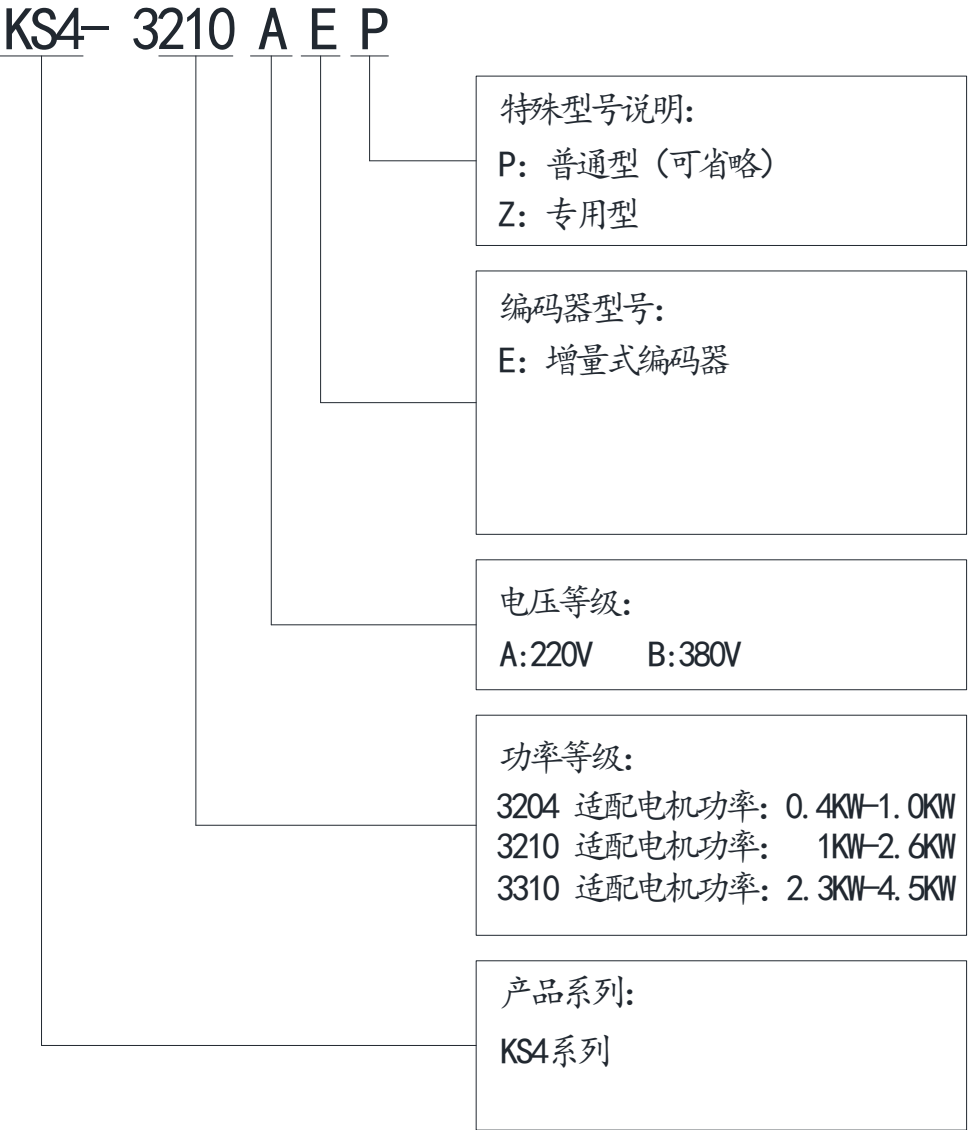 KS4- 3210 A E P
特殊型号说明:
P: 普通型 (可省略)
Z: 专用型
编码器型号:
E: 增量式编码器
电压等级:
A:220V B:380V
功率等级:
3204 适配电机功率: 0.4KW-1.0KW
3210 适配电机功率: 1KW-2.6KW
3310 适配电机功率: 2.3KW-4.5KW
产品系列:
KS4系列